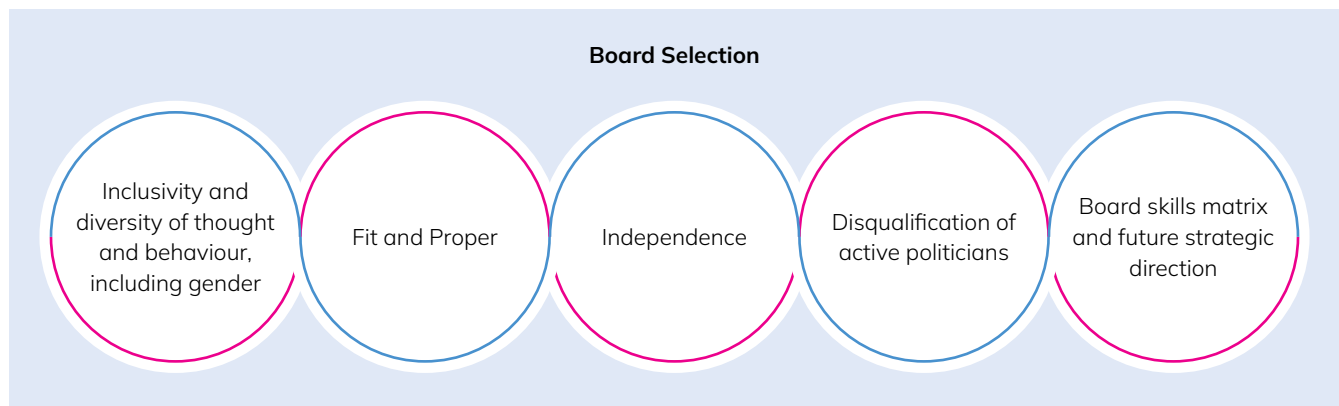 Board Selection
Inclusivity and
diversity of thought
and behaviour,
including gender
Fit and Proper
Independence
Disqualification of
active politicians
Board skills matrix
and future strategic
direction